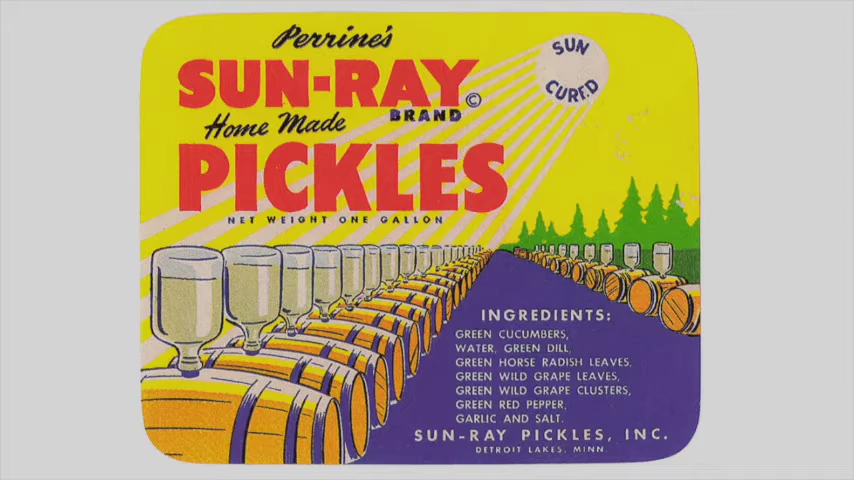 Perrine's
SUN-RAY ©
BRAND
Home Made
PICKLES
NET WEIGHT ONE GALLON
SUN
CURED
INGREDIENTS:
GREEN CUCUMBERS,
WATER, GREEN DILL,
GREEN HORSE RADISH LEAVES,
GREEN WILD GRAPE LEAVES,
GREEN WILD GRAPE CLUSTERS,
GREEN RED PEPPER,
GARLIC AND SALT.
SUN-RAY PICKLES, INC.
DETROIT LAKES, MINN.